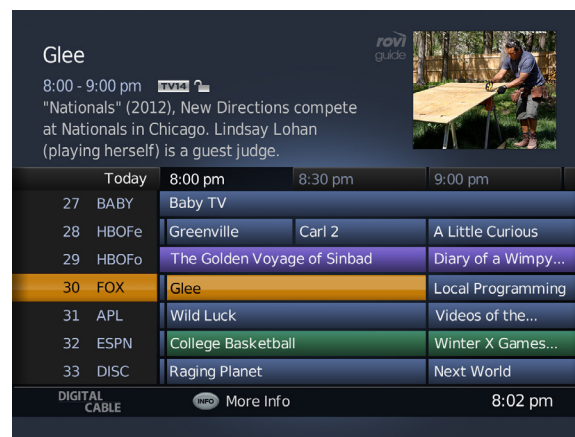 Glee
rovi
guide
8:00 - 9:00 pm TV14
"Nationals" (2012), New Directions compete
at Nationals in Chicago. Lindsay Lohan
(playing herself) is a guest judge.
Today 8:00 pm 8:30 pm 9:00 pm
27 BABY Baby TV
28 HBOFe Greenville Carl 2 A Little Curious
29 HBOFo The Golden Voyage of Sinbad Diary of a Wimpy...
30 FOX Glee Local Programming
31 APL Wild Luck Videos of the...
32 ESPN College Basketball Winter X Games...
33 DISC Raging Planet Next World
DIGITAL
CABLE
INFO More Info 8:02 pm